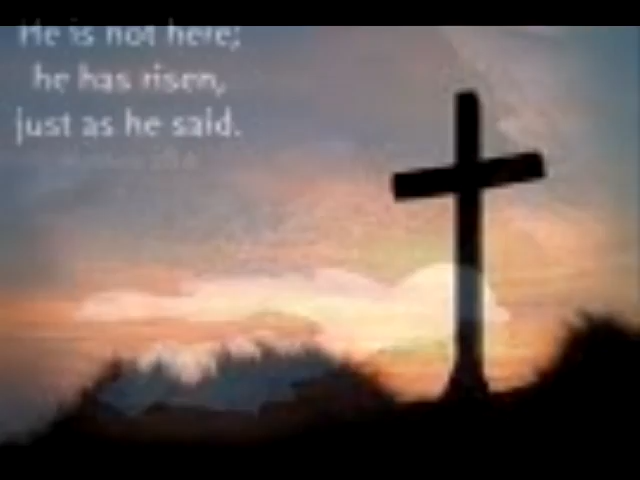 He is not here;
he has risen,
just as he said.